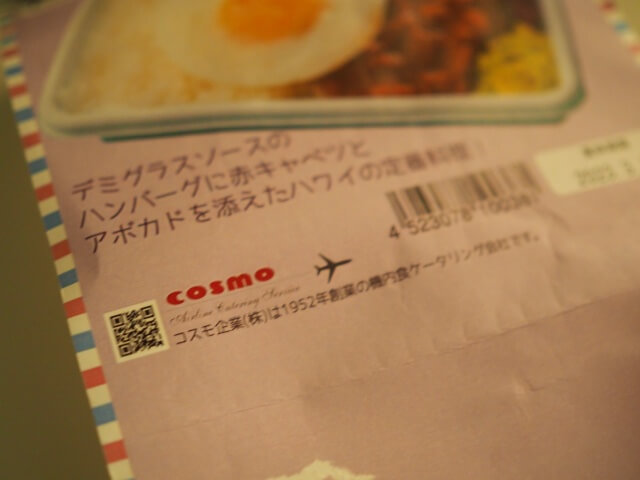 デミグラスソースの
ハンバーグに赤キャベツと
アボカドを添えたハワイの定番料理!
4 523078 10038
cosmo
Airline Catering Service
コスモ企業(株)は1952年創業の機内食ケータリング会社です。